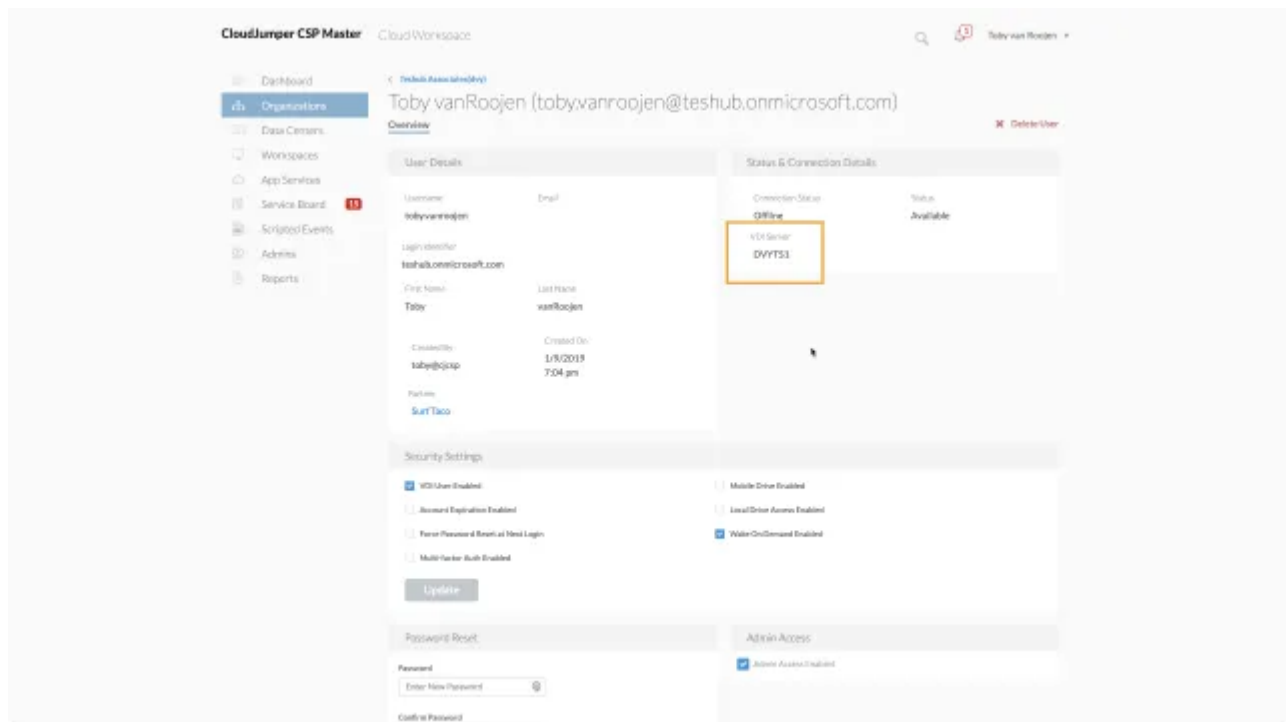 CloudJumper CSP Master Cloud Workspace
3 Toby van Roojen
Dashboard
Organizations
Data Centers
Workspaces
App Services
Service Board 15
Scripted Events
Admins
Reports
< Teshub Associates(dvy)
Toby vanRoojen (toby.vanroojen@teshub.onmicrosoft.com)
Overview
Delete User
User Details
Username Email
tobyvanroojen
Login Identifier
teshub.onmicrosoft.com
First Name Last Name
Toby vanRoojen
Created By Created On
toby@cjcsp 1/9/2019
7:04 pm
Partner
SurfTaco
Status & Connection Details
Connection Status Status
Offline Available
VDI Server
DVYTS1
Security Settings
VDI User Enabled Mobile Drive Enabled
Account Expiration Enabled Local Drive Access Enabled
Force Password Reset at Next Login Wake On Demand Enabled
Multi-factor Auth Enabled
Update
Password Reset
Password
Enter New Password
Confirm Password
Admin Access
Admin Access Enabled